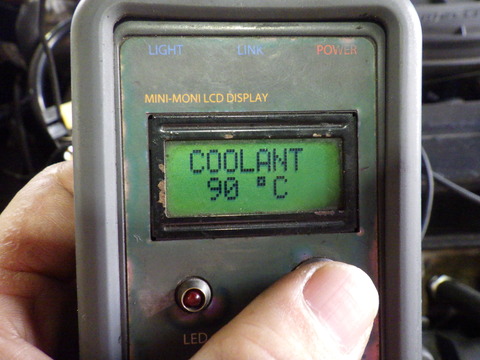 LIGHT LINK POWER
MINI-MONI LCD DISPLAY
COOLANT
90 °C
LED